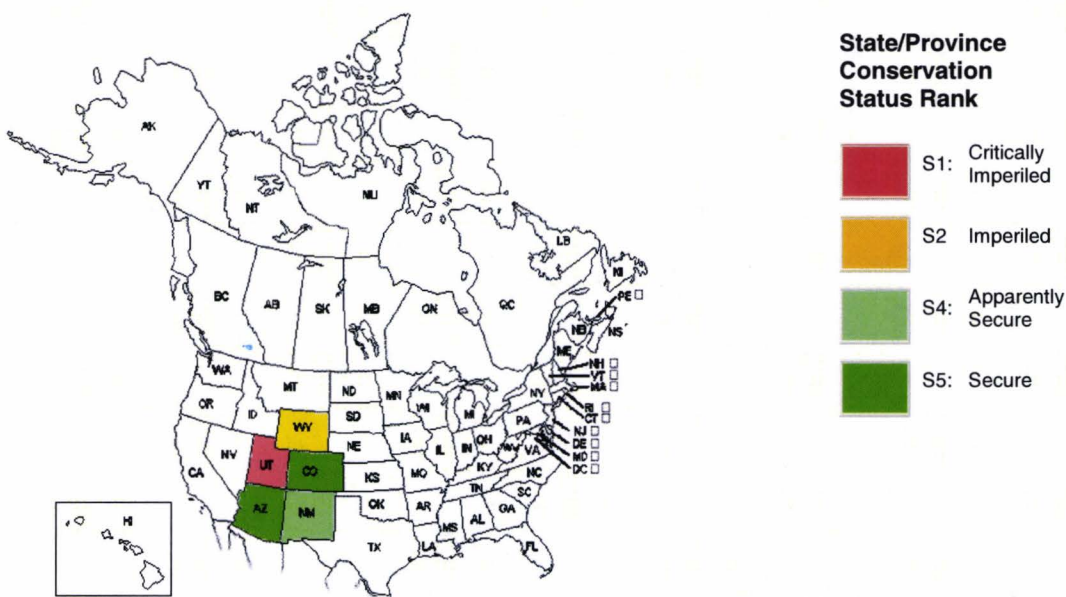 State/Province
Conservation
Status Rank
S1: Critically
Imperiled
S2 Imperiled
S4: Apparently
Secure
S5: Secure
AK
YT
NT
NU
BC
AB
SK
MB
ON
QC
LB
PE
NB
NS
ME
NH
VT
MA
RI
CT
NJ
DE
MD
DC
WA
MT
ND
MN
OR
ID
WY
SD
WI
MI
NY
PA
NV
UT
CO
NE
IA
IL
IN
OH
WV
VA
CA
KS
MO
KY
NC
TN
SC
AZ
NM
OK
AR
MS
AL
GA
TX
LA
FL
HI